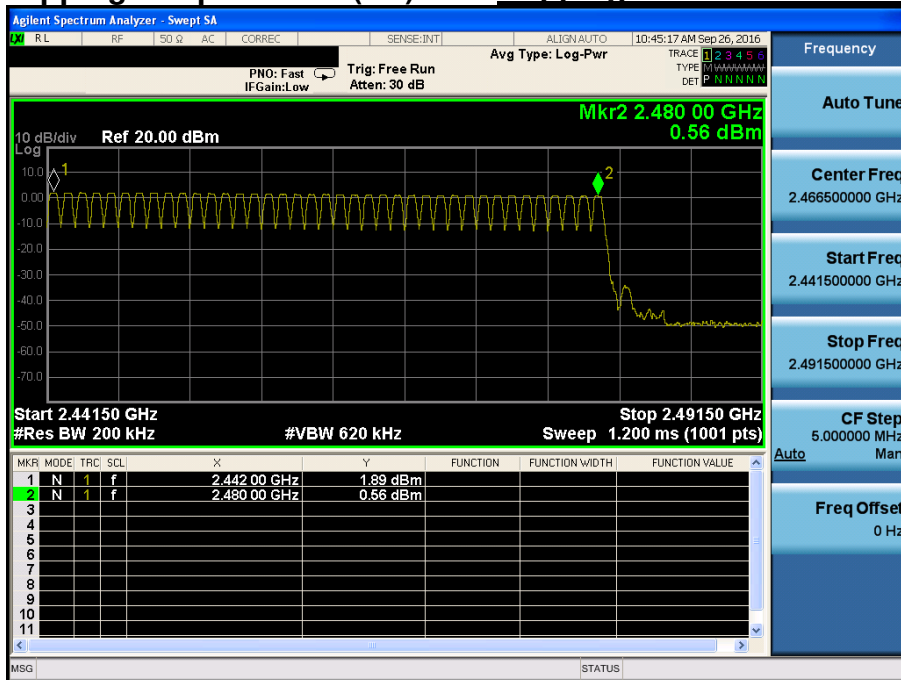 Agilent Spectrum Analyzer - Swept SA
LXI RL RF 50 Ω AC CORREC SENSE:INT ALIGN AUTO 10:45:17 AM Sep 26, 2016
Avg Type: Log-Pwr
TRACE 1 2 3 4 5 6
PNO: Fast Trig: Free Run
TYPE M WWWWW
IFGain:Low Atten: 30 dB
DET P N N N N N
Mkr2 2.480 00 GHz
0.56 dBm
10 dB/div Ref 20.00 dBm
Log
10.0
0.00
-10.0
-20.0
-30.0
-40.0
-50.0
-60.0
-70.0
1
2
Start 2.44150 GHz Stop 2.49150 GHz
#Res BW 200 kHz #VBW 620 kHz Sweep 1.200 ms (1001 pts)
MKR MODE TRC SCL X Y FUNCTION FUNCTION WIDTH FUNCTION VALUE
1 N 1 f 2.442 00 GHz 1.89 dBm
2 N 1 f 2.480 00 GHz 0.56 dBm
3
4
5
6
7
8
9
10
11
MSG STATUS
Frequency
Auto Tune
Center Freq
2.466500000 GHz
Start Freq
2.441500000 GHz
Stop Freq
2.491500000 GHz
CF Step
5.000000 MHz
Auto Man
Freq Offset
0 Hz